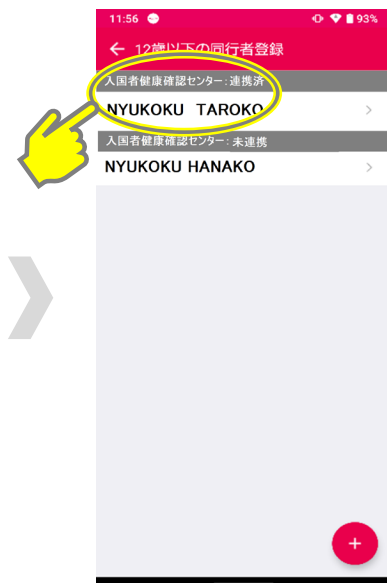 11:56 93%
← 12歳以下の同行者登録
入国者健康確認センター:連携済
NYUKOKU TAROKO
入国者健康確認センター:未連携
NYUKOKU HANAKO
+